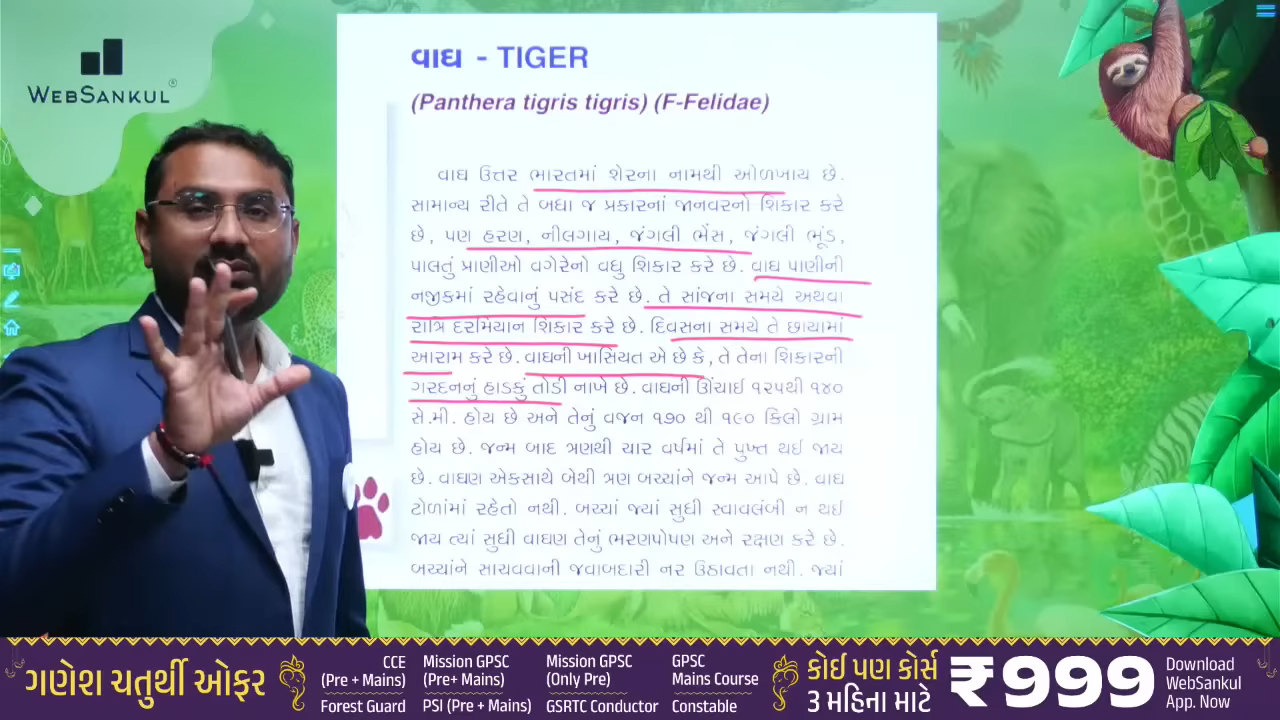 WEBSANKUL®
વાઘ - TIGER
(Panthera tigris tigris) (F-Felidae)
વાઘ ઉત્તર ભારતમાં શેરના નામથી ઓળખાય છે.
સામાન્ય રીતે તે બધા જ પ્રકારનાં જાનવરનો શિકાર કરે
છે, પણ હરણ, નીલગાય, જંગલી ભેંસ, જંગલી ભૂંડ,
પાલતું પ્રાણીઓ વગેરેનો વધુ શિકાર કરે છે. વાઘ પાણીની
નજીકમાં રહેવાનું પસંદ કરે છે. તે સાંજના સમયે અથવા
રાત્રિ દરમિયાન શિકાર કરે છે. દિવસના સમયે તે છાયામાં
આરામ કરે છે. વાઘની ખાસિયત એ છે કે, તે તેના શિકારની
ગરદનનું હાડકું તોડી નાખે છે. વાઘની ઊંચાઈ ૧૨૫થી ૧૪૦
સે.મી. હોય છે અને તેનું વજન ૧૭૦ થી ૧૯૦ કિલો ગ્રામ
હોય છે. જન્મ બાદ ત્રણથી ચાર વર્ષમાં તે પુખ્ત થઈ જાય
છે. વાઘણ એકસાથે બેથી ત્રણ બચ્ચાંને જન્મ આપે છે. વાઘ
ટોળાંમાં રહેતો નથી. બચ્ચાં જ્યાં સુધી સ્વાવલંબી ન થઈ
જાય ત્યાં સુધી વાઘણ તેનું ભરણપોષણ અને રક્ષણ કરે છે.
બચ્ચાંને સાચવવાની જવાબદારી નર ઉઠાવતા નથી. જ્યાં
ગણેશ ચતુર્થી ઓફર
CCE
(Pre + Mains)
Forest Guard
Mission GPSC
(Pre+ Mains)
PSI (Pre + Mains)
Mission GPSC
(Only Pre)
GSRTC Conductor
GPSC
Mains Course
Constable
કોઈ પણ કોર્સ
3 મહિના માટે
₹999
Download
WebSankul
App. Now